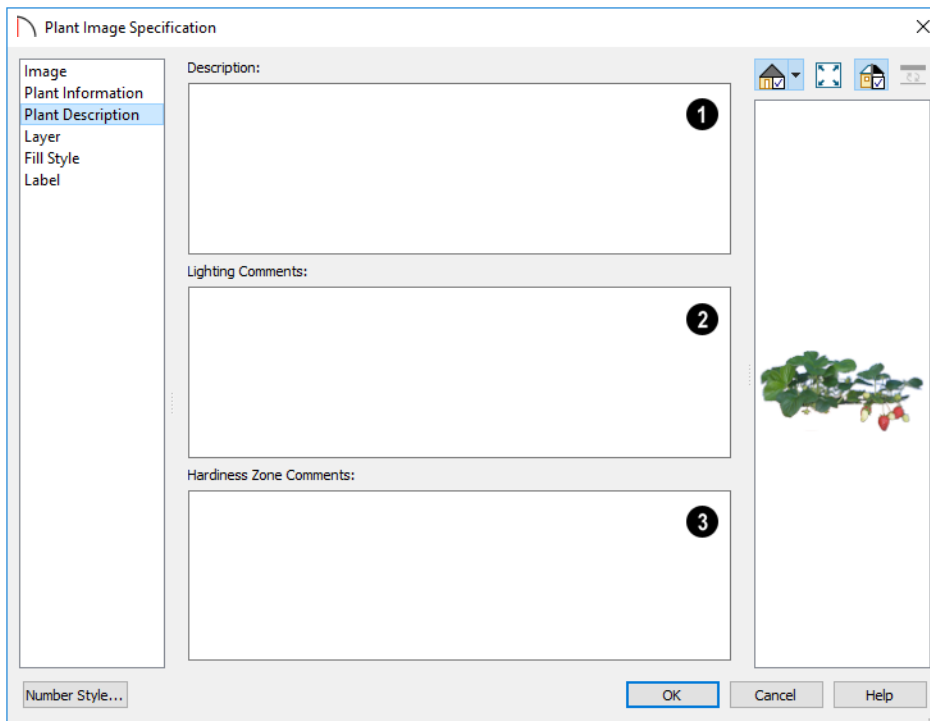 Plant Image Specification
Image
Plant Information
Plant Description
Layer
Fill Style
Label
Description:
1
Lighting Comments:
2
Hardiness Zone Comments:
3
Number Style...
OK
Cancel
Help